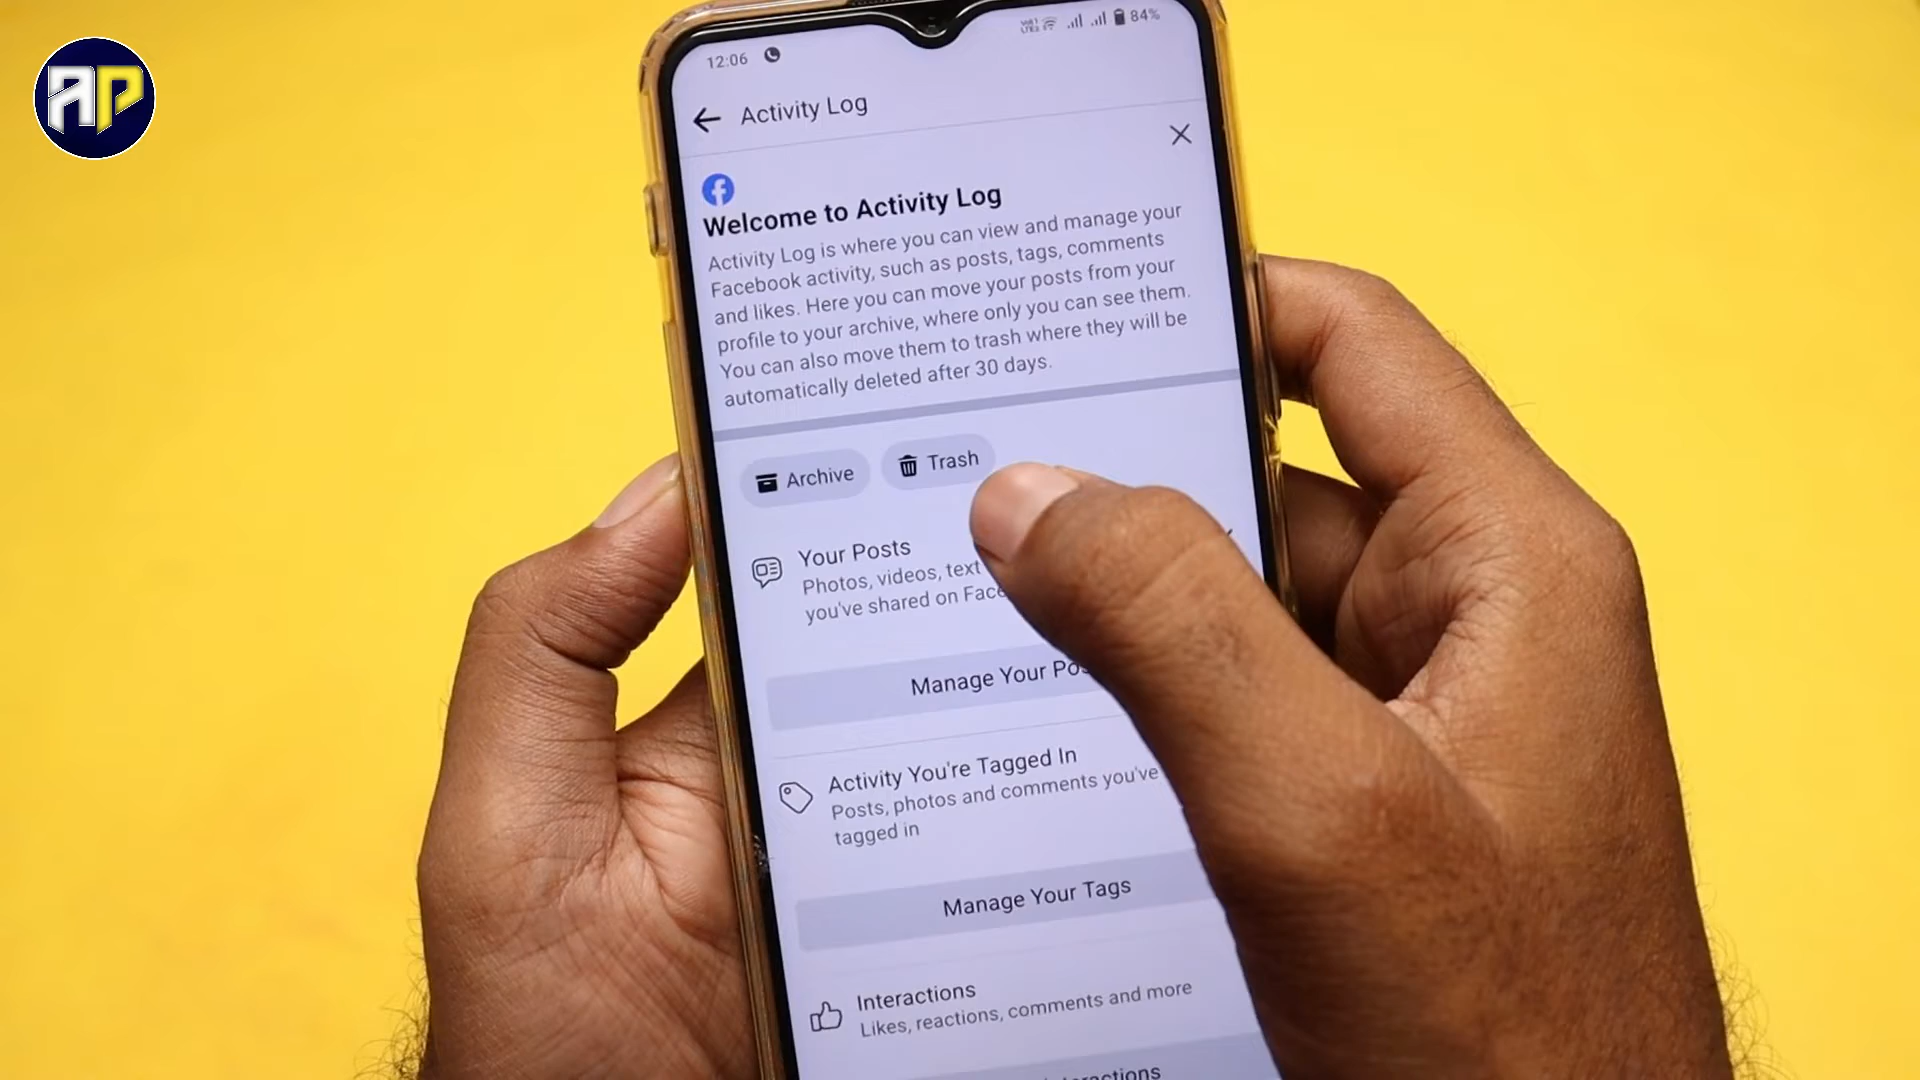 AP
12:06
84%
Activity Log
Welcome to Activity Log
Activity Log is where you can view and manage your
Facebook activity, such as posts, tags, comments
and likes. Here you can move your posts from your
profile to your archive, where only you can see them.
You can also move them to trash where they will be
automatically deleted after 30 days.
Archive
Trash
Your Posts
Photos, videos, text
you've shared on
Manage Your
Activity You're Tagged In
Posts, photos and comments you've
tagged in
Manage Your Tags
Interactions
Likes, reactions, comments and more